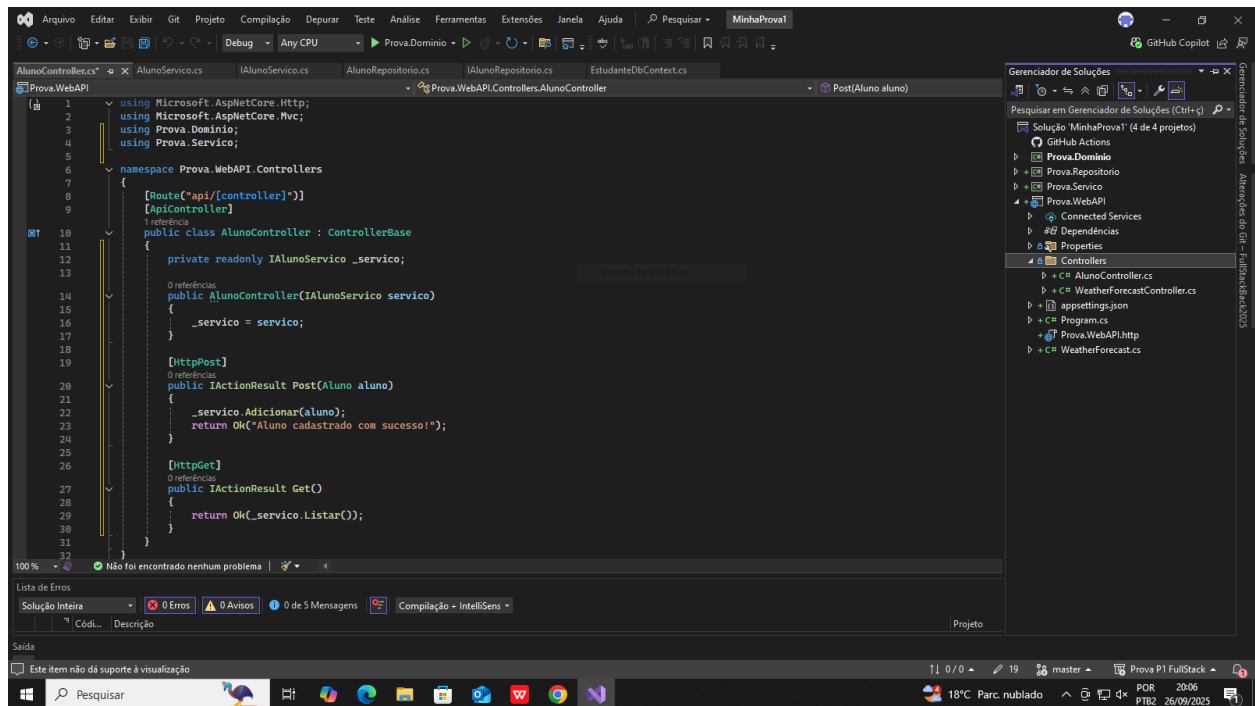 Arquivo Editar Exibir Git Projeto Compilação Depurar Teste Análise Ferramentas Extensões Janela Ajuda Pesquisar MinhaProva1
Debug Any CPU Prova.Dominio GitHub Copilot
AlunoController.cs* AlunoServico.cs IAlunoServico.cs AlunoRepositorio.cs IAlunoRepositorio.cs EstudanteDbContext.cs
Prova.WebAPI Prova.WebAPI.Controllers.AlunoController Post(Aluno aluno)
1 using Microsoft.AspNetCore.Http;
2 using Microsoft.AspNetCore.Mvc;
3 using Prova.Dominio;
4 using Prova.Servico;
5
6 namespace Prova.WebAPI.Controllers
7 {
8 [Route("api/[controller]")]
9 [ApiController]
1 referência
10 public class AlunoController : ControllerBase
11 {
12 private readonly IAlunoServico _servico;
13
0 referências
14 public AlunoController(IAlunoServico servico)
15 {
16 _servico = servico;
17 }
18
19 [HttpPost]
0 referências
20 public IActionResult Post(Aluno aluno)
21 {
22 _servico.Adicionar(aluno);
23 return Ok("Aluno cadastrado com sucesso!");
24 }
25
26 [HttpGet]
0 referências
27 public IActionResult Get()
28 {
29 return Ok(_servico.Listar());
30 }
31 }
32 }
100 % Não foi encontrado nenhum problema
Lista de Erros
Solução Inteira 0 Erros 0 Avisos 0 de 5 Mensagens Compilação + IntelliSens
Códi... Descrição Projeto
Saída
Gerenciador de Soluções
Pesquisar em Gerenciador de Soluções (Ctrl+ç)
Solução 'MinhaProva1' (4 de 4 projetos)
GitHub Actions
Prova.Dominio
Prova.Repositorio
Prova.Servico
Prova.WebAPI
Connected Services
Dependências
Properties
Controllers
C# AlunoController.cs
C# WeatherForecastController.cs
appsettings.json
C# Program.cs
Prova.WebAPI.http
C# WeatherForecast.cs
Gerenciador de Soluções
Alterações do Git – FullStackBack2025
Este item não dá suporte à visualização 0 / 0 19 master Prova P1 FullStack
Pesquisar 18°C Parc. nublado POR 20:06
PTB2 26/09/2025